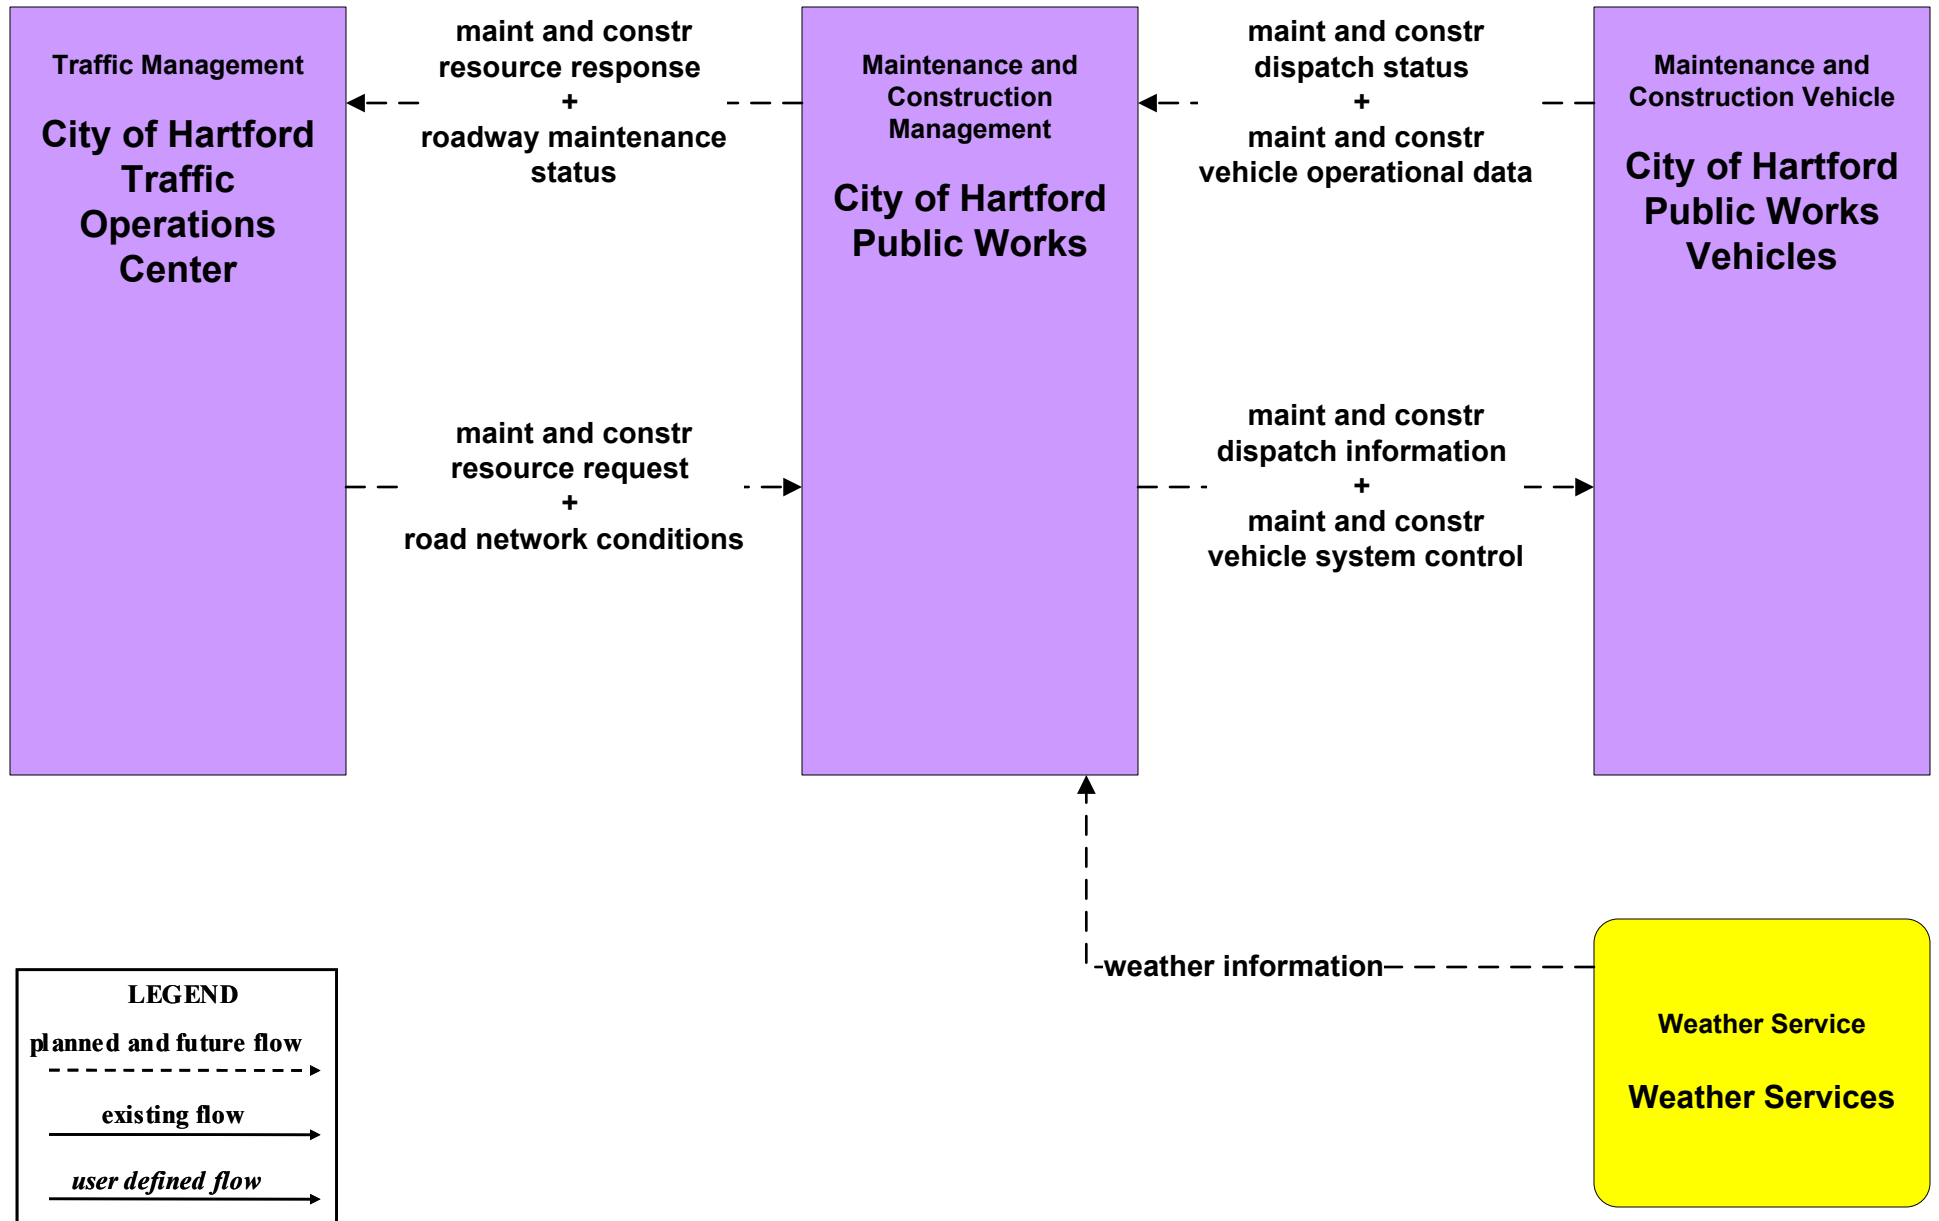 Traffic Management
City of Hartford
Traffic
Operations
Center
maint and constr
resource response
+
roadway maintenance
status
maint and constr
resource request
+
road network conditions
Maintenance and
Construction
Management
City of Hartford
Public Works
maint and constr
dispatch status
+
maint and constr
vehicle operational data
maint and constr
dispatch information
+
maint and constr
vehicle system control
Maintenance and
Construction Vehicle
City of Hartford
Public Works
Vehicles
weather information
Weather Service
Weather Services
LEGEND
planned and future flow
existing flow
user defined flow